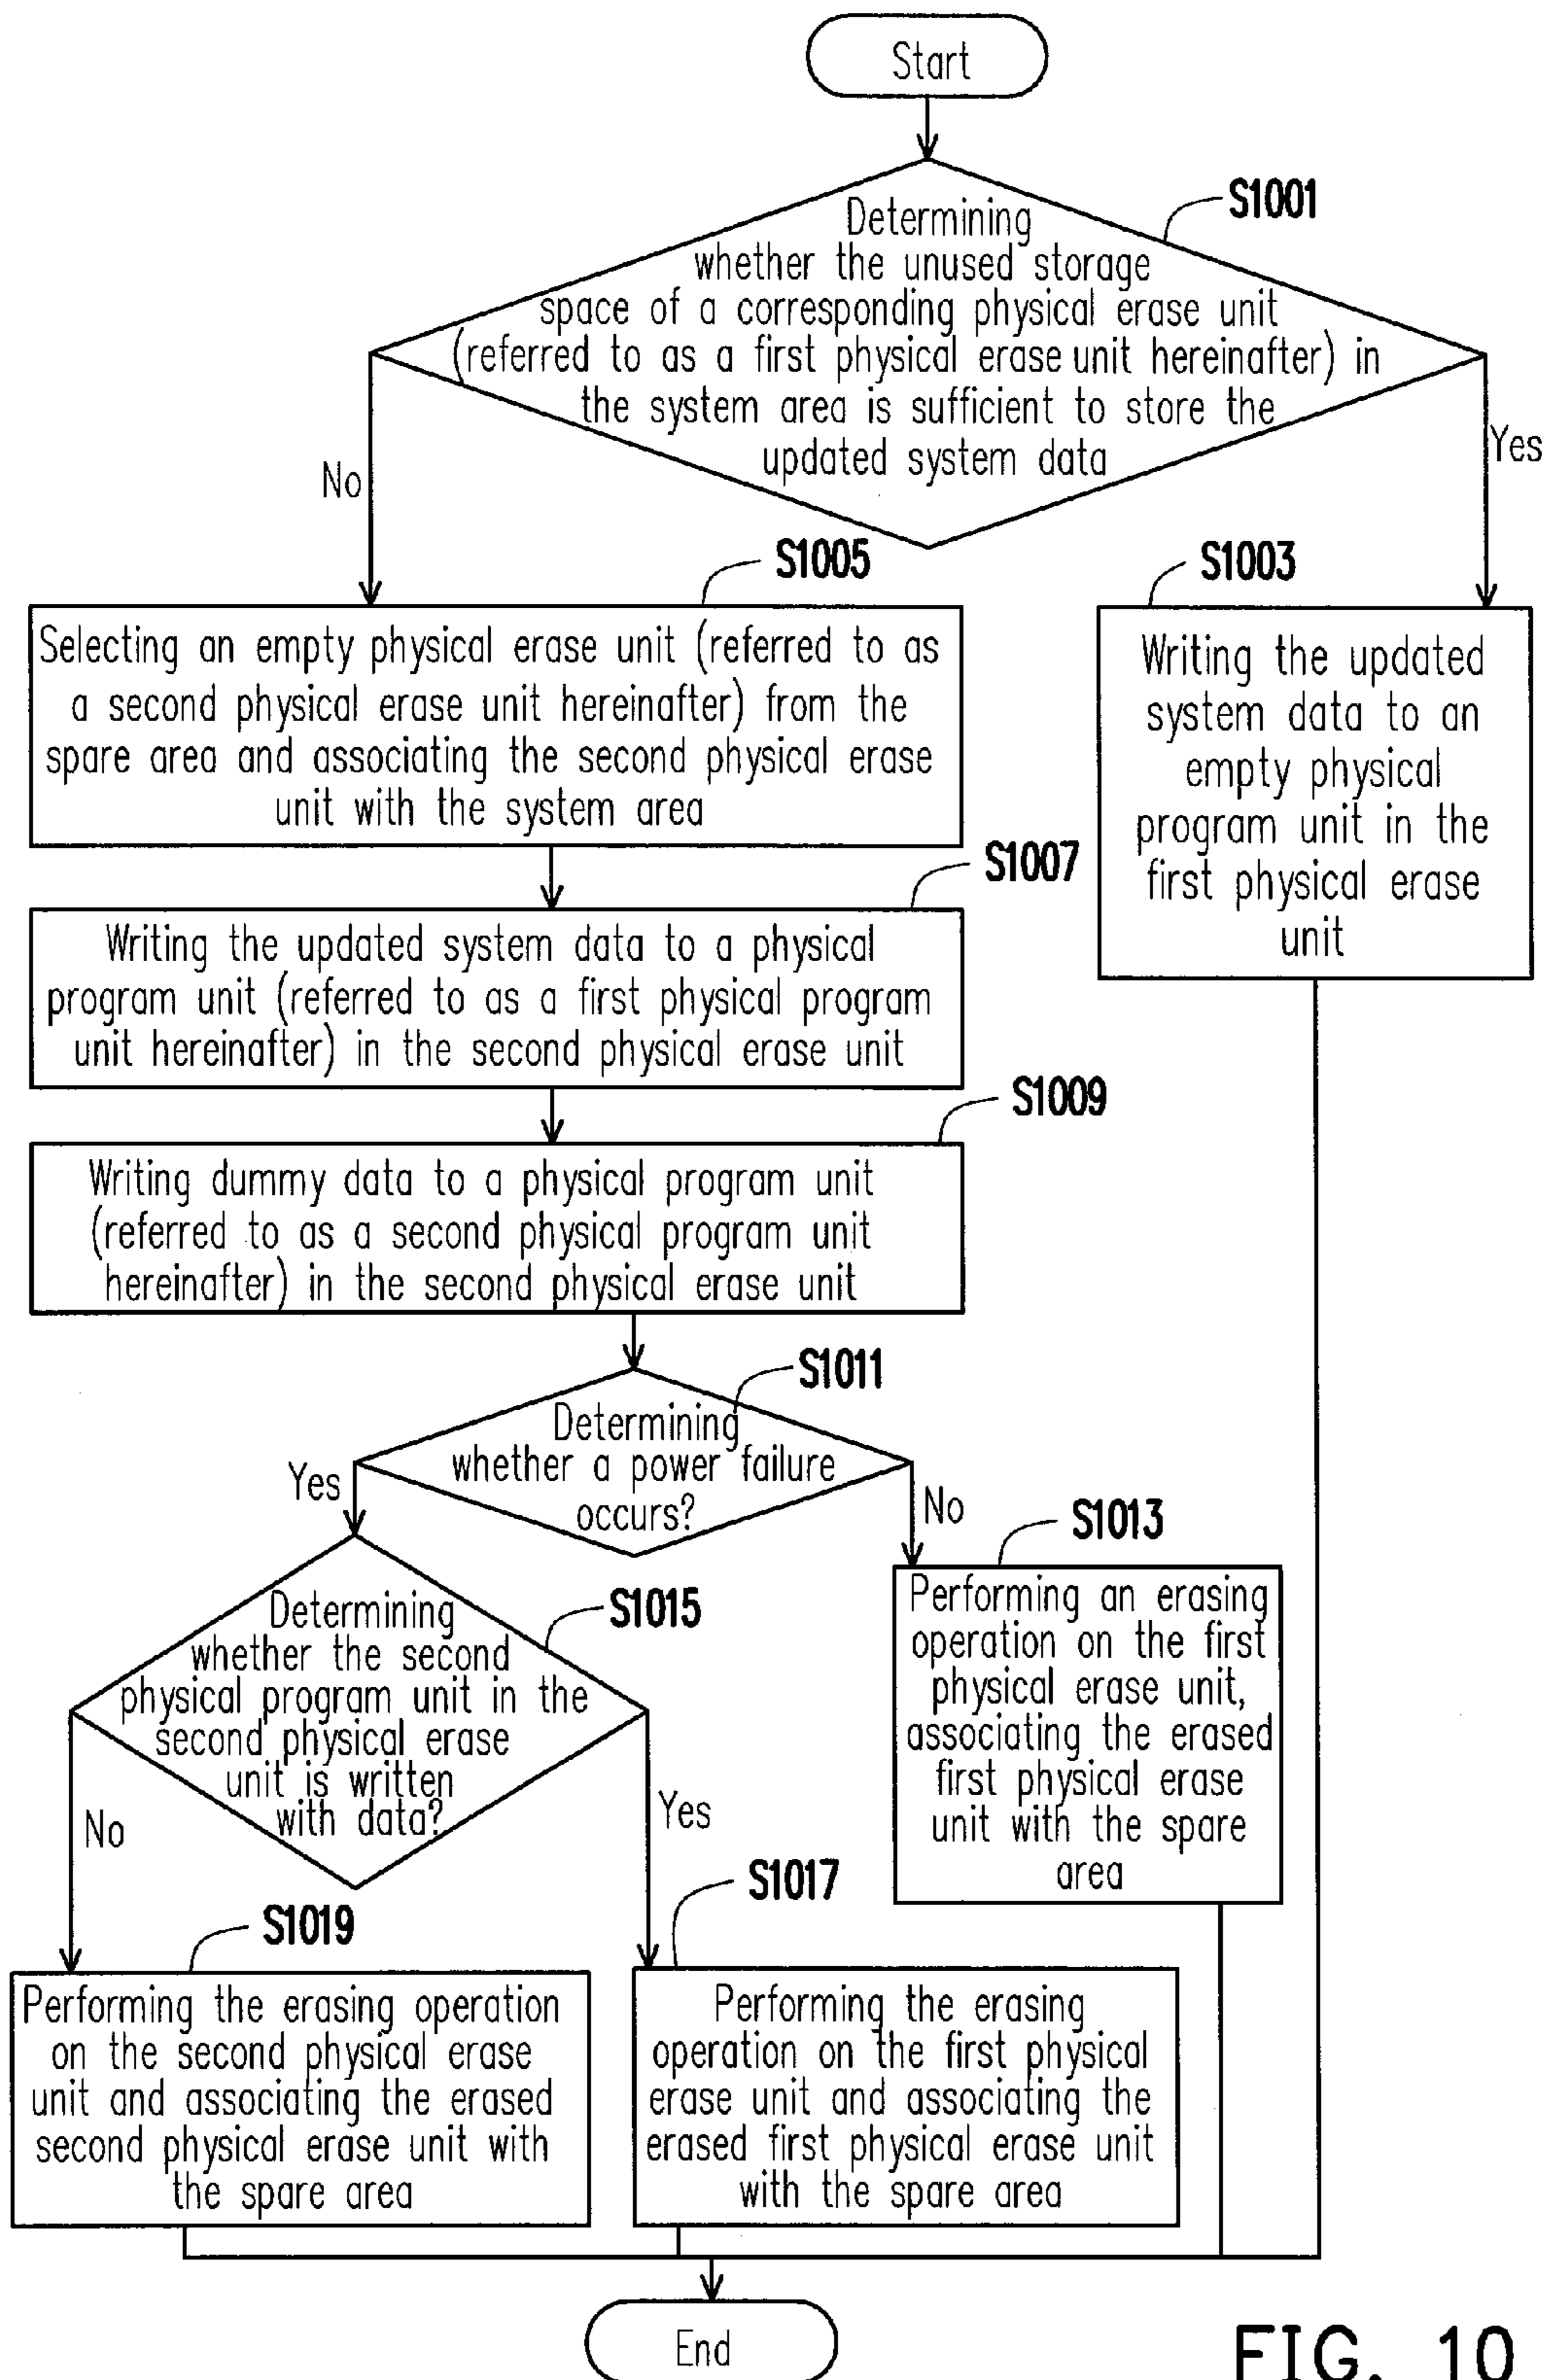 Start
S1001
Determining
whether the unused storage
space of a corresponding physical erase unit
(referred to as a first physical erase unit hereinafter) in
the system area is sufficient to store the
updated system data
No
Yes
S1005
Selecting an empty physical erase unit (referred to as
a second physical erase unit hereinafter) from the
spare area and associating the second physical erase
unit with the system area
S1003
Writing the updated
system data to an
empty physical
program unit in the
first physical erase
unit
S1007
Writing the updated system data to a physical
program unit (referred to as a first physical program
unit hereinafter) in the second physical erase unit
S1009
Writing dummy data to a physical program unit
(referred to as a second physical program unit
hereinafter) in the second physical erase unit
S1011
Determining
whether a power failure
occurs?
Yes
No
S1013
Performing an erasing
operation on the first
physical erase unit,
associating the erased
first physical erase
unit with the spare
area
S1015
Determining
whether the second
physical program unit in the
second physical erase
unit is written
with data?
No
Yes
S1019
Performing the erasing operation
on the second physical erase
unit and associating the erased
second physical erase unit with
the spare area
S1017
Performing the erasing
operation on the first physical
erase unit and associating the
erased first physical erase unit
with the spare area
End
FIG. 10